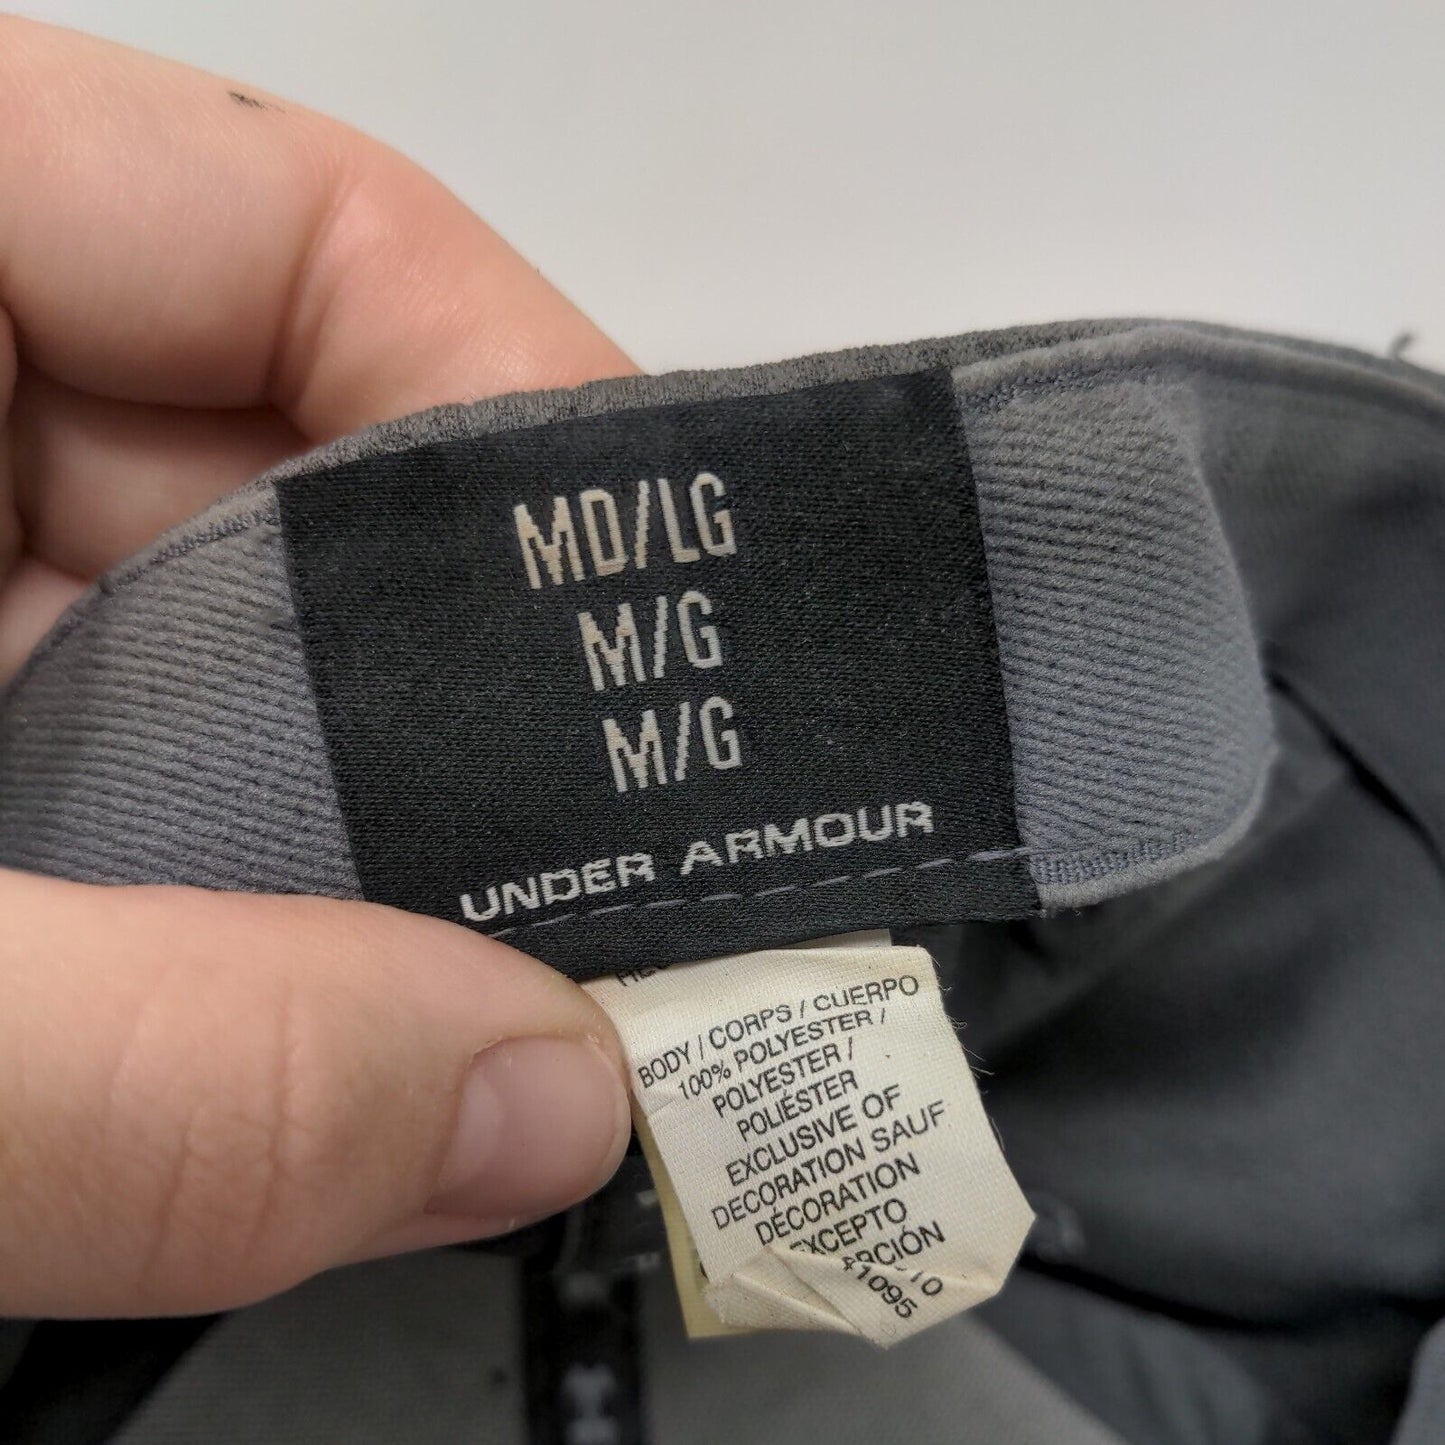 MD/LG
M/G
M/G
UNDER ARMOUR
BODY / CORPS / CUERPO
100% POLYESTER /
POLYESTER /
POLIÉSTER
EXCLUSIVE OF
DECORATION SAUF
DÉCORATION
EXCEPTO